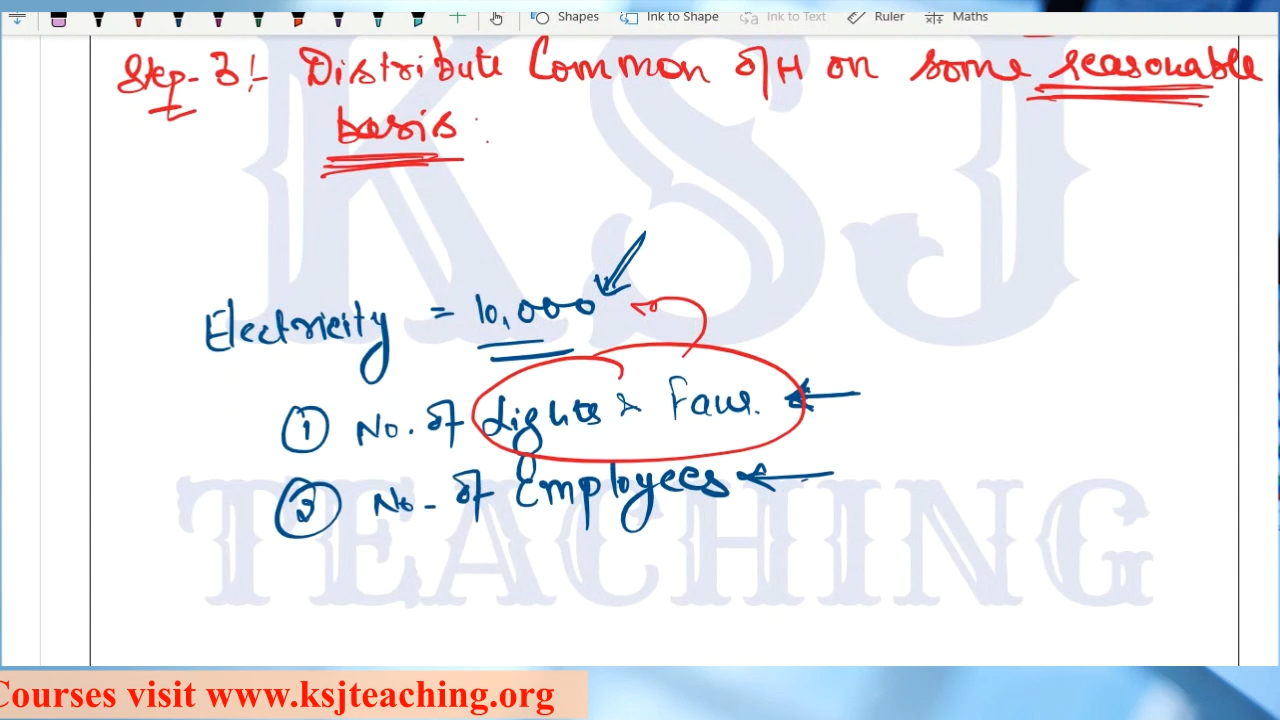 Shapes Ink to Shape Ink to Text Ruler Maths
Step-3:- Distribute Common O/H on some reasonable
basis:
Electricity = 10,000
① No. of Lights & Fans.
② No. of Employees
KSJ
TEACHING
Courses visit www.ksjteaching.org